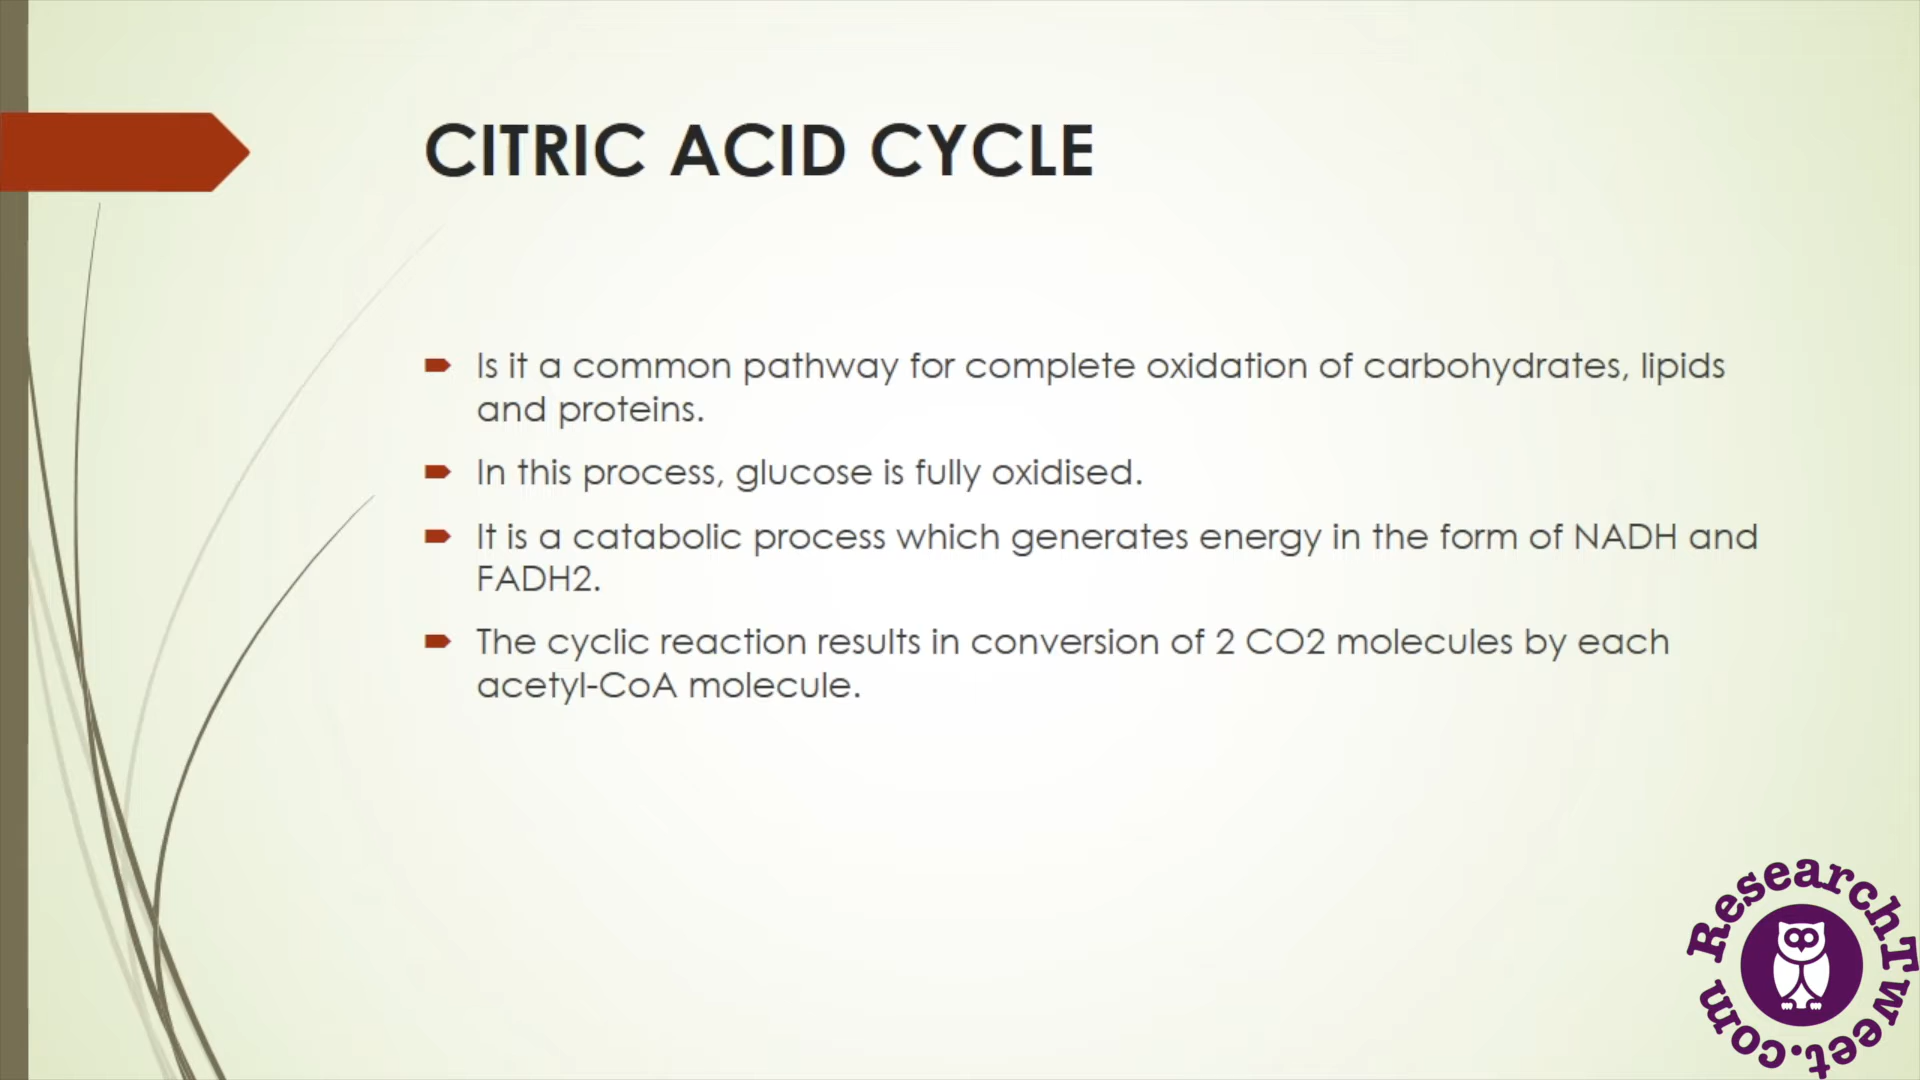 CITRIC ACID CYCLE
Is it a common pathway for complete oxidation of carbohydrates, lipids
and proteins.
In this process, glucose is fully oxidised.
It is a catabolic process which generates energy in the form of NADH and
FADH2.
The cyclic reaction results in conversion of 2 CO2 molecules by each
acetyl-CoA molecule.
ResearchTweet.com